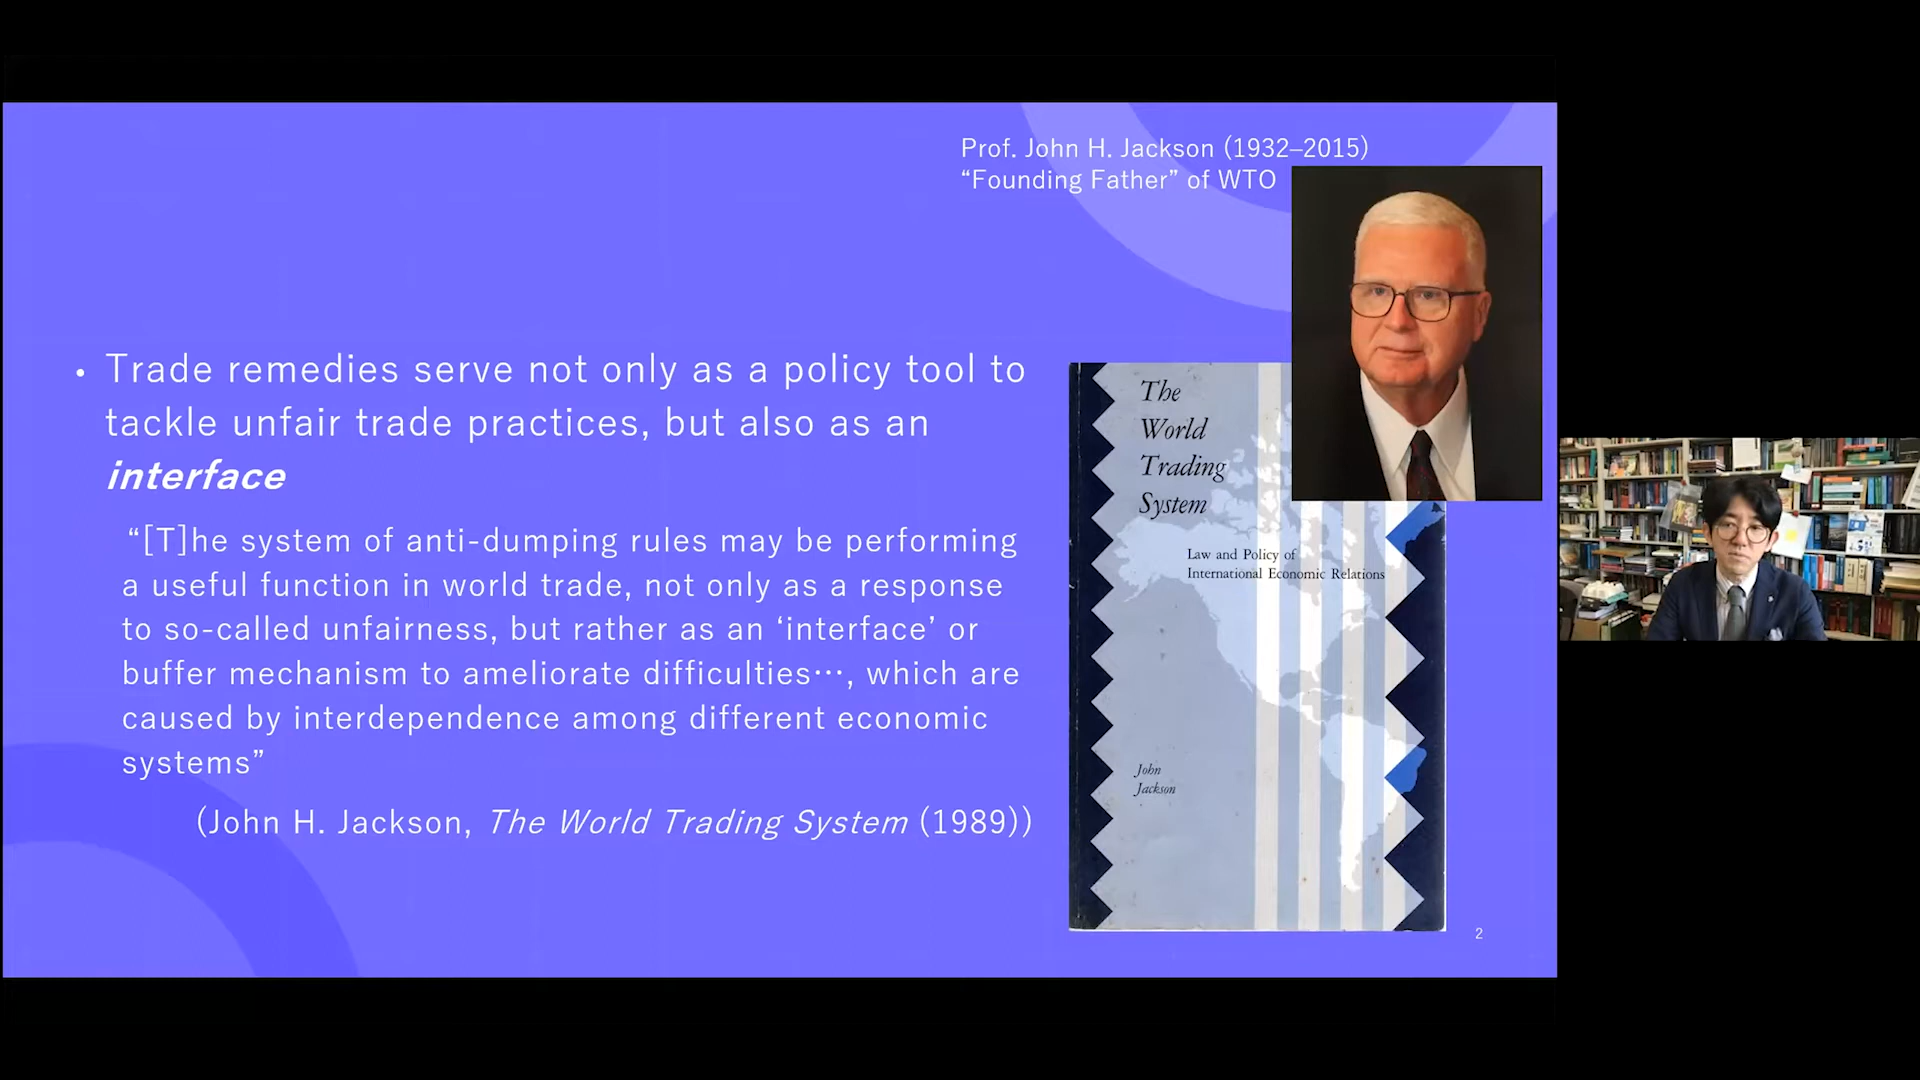 Prof. John H. Jackson (1932–2015)
“Founding Father” of WTO
• Trade remedies serve not only as a policy tool to
tackle unfair trade practices, but also as an
interface
“[T]he system of anti-dumping rules may be performing
a useful function in world trade, not only as a response
to so-called unfairness, but rather as an ‘interface’ or
buffer mechanism to ameliorate difficulties…, which are
caused by interdependence among different economic
systems”
(John H. Jackson, The World Trading System (1989))
The
World
Trading
System
Law and Policy of
International Economic Relations
John
Jackson
2